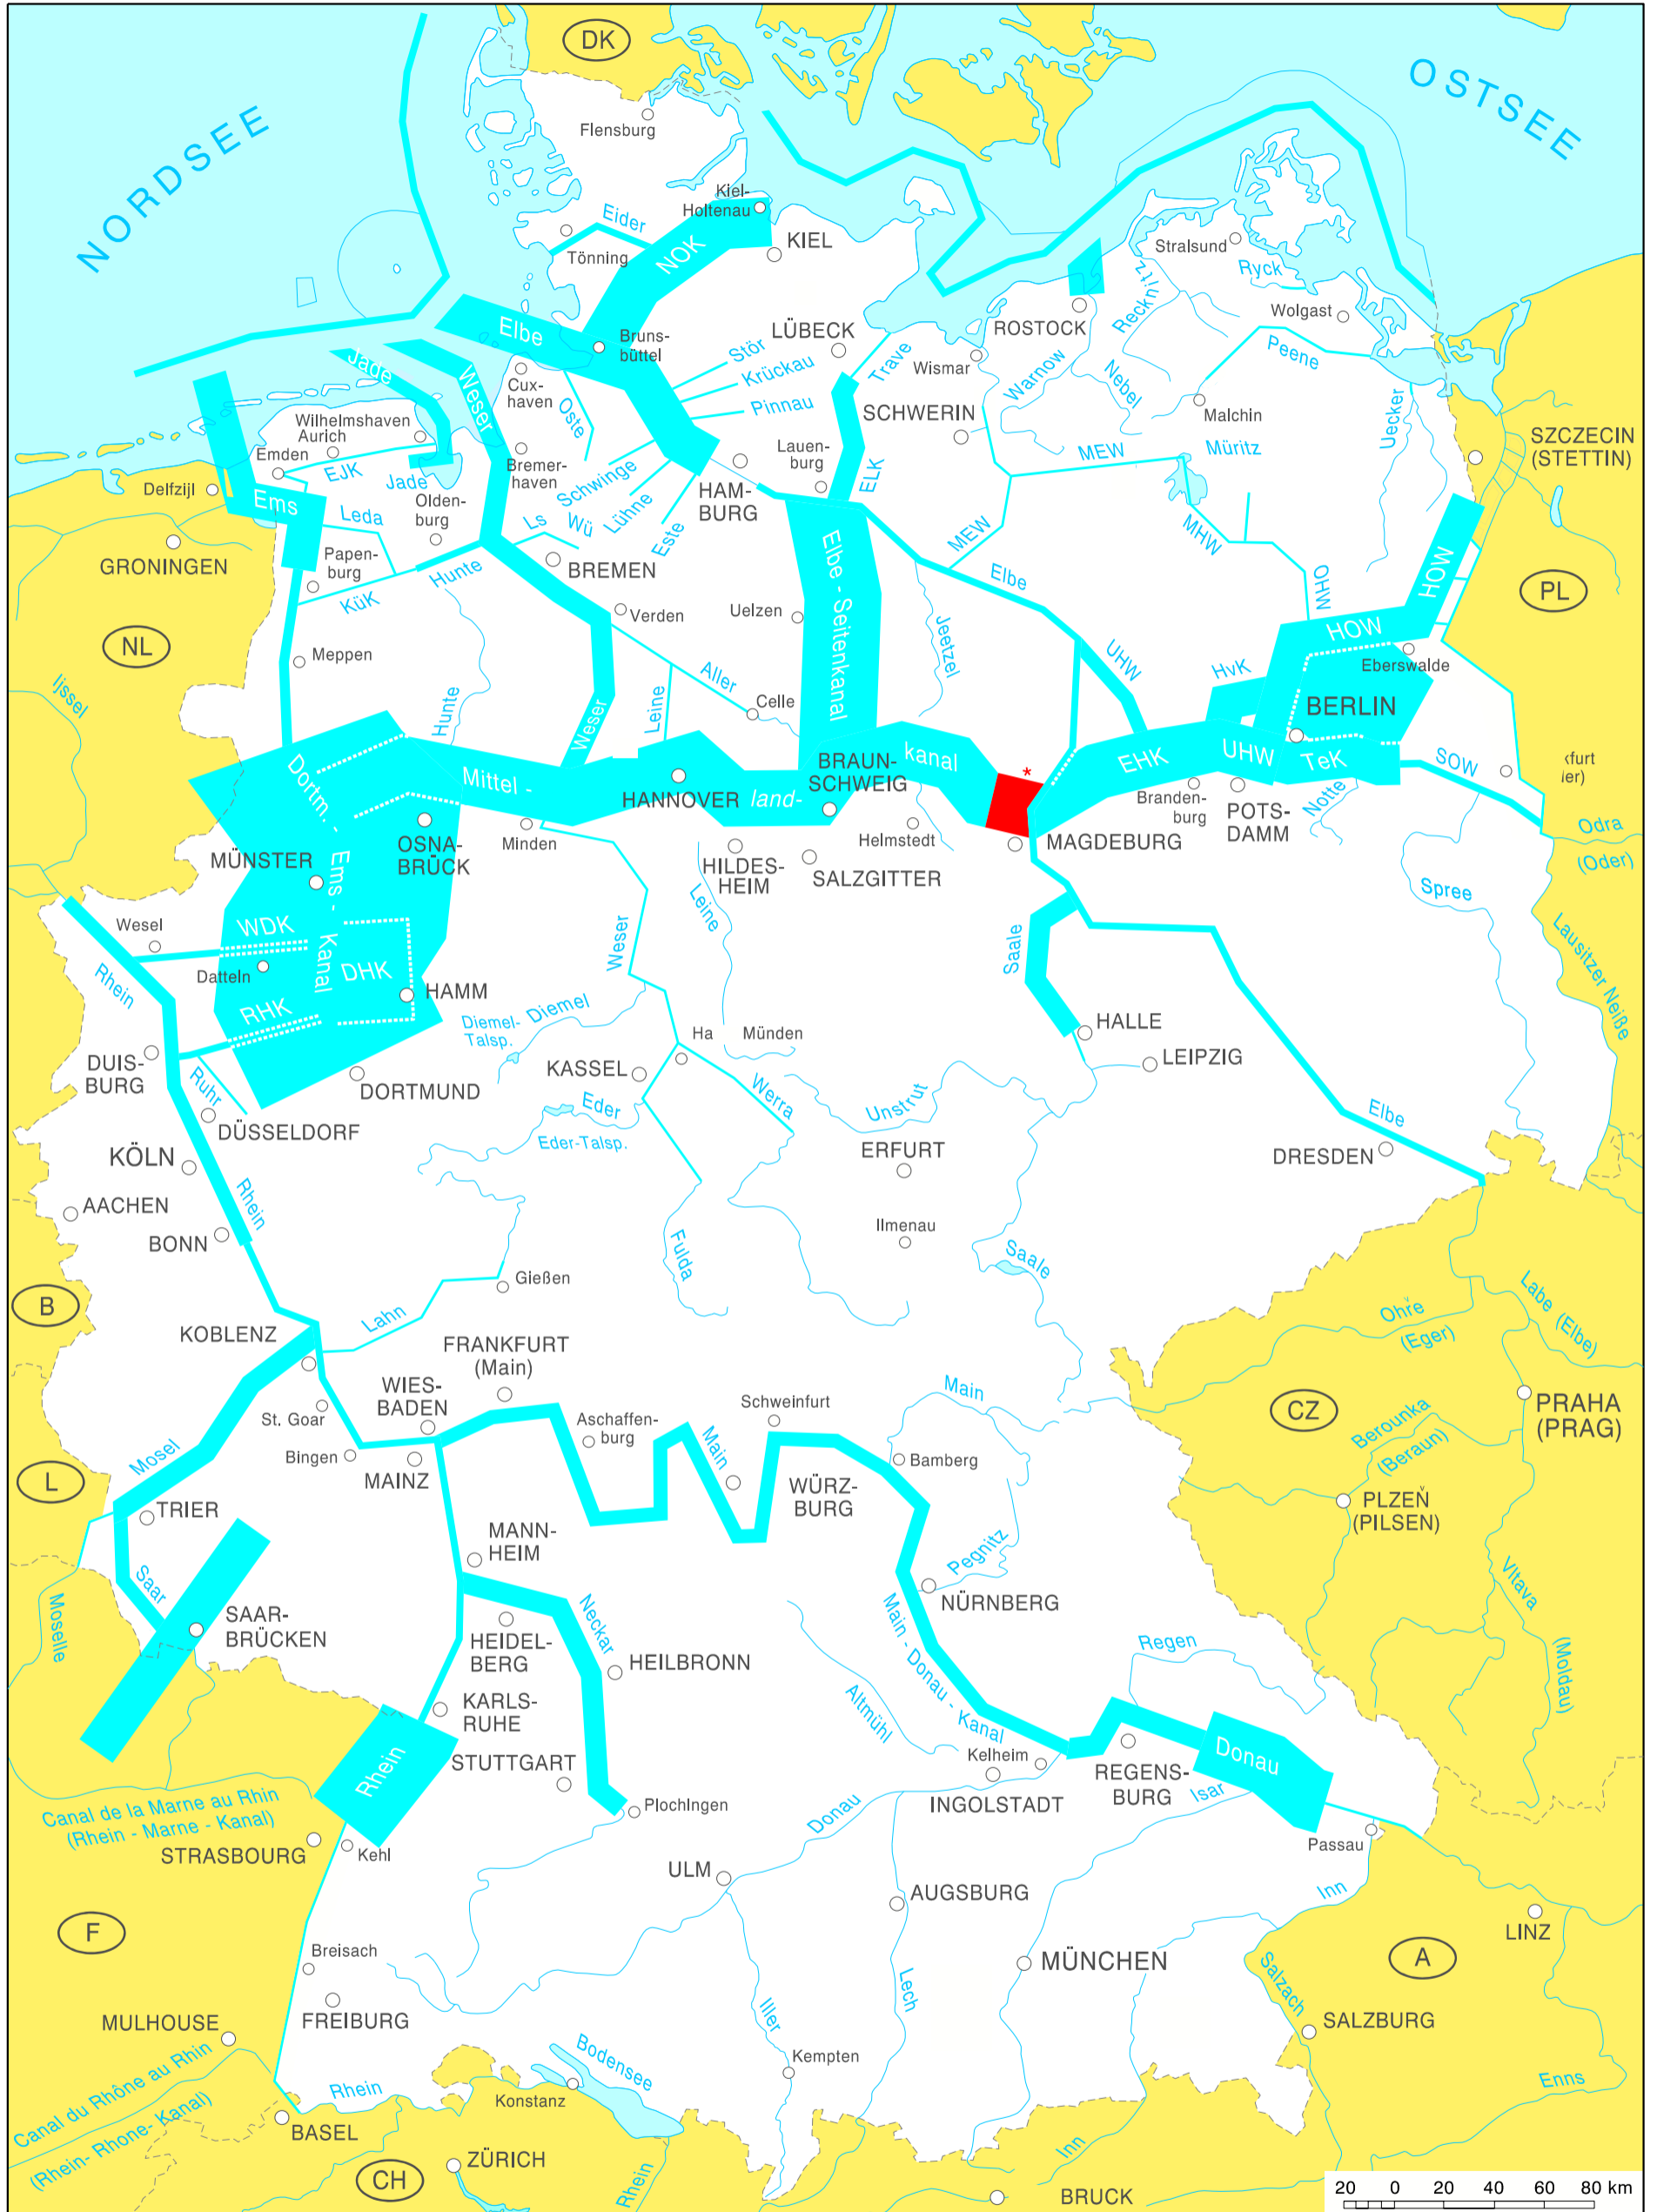 DK
NORDSEE
OSTSEE
Flensburg
Kiel-
Holtenau
Eider
NOK
KIEL
Tönning
Stralsund
Ryck
Recknitz
Wolgast
ROSTOCK
Elbe
Bruns-
büttel
LÜBECK
Stör
Trave
Wismar
Warnow
Nebel
Peene
Jade
Weser
Cux-
haven
Oste
Krückau
Pinnau
SCHWERIN
Malchin
Uecker
Wilhelmshaven
Aurich
Emden
EJK
Jade
Bremer-
haven
Lauen-
burg
ELK
MEW
Müritz
SZCZECIN
(STETTIN)
Delfzijl
Ems
Leda
Olden-
burg
Schwinge
Ls
Wü
Lühne
Este
HAM-
BURG
MEW
MHW
GRONINGEN
Papen-
burg
KüK
Hunte
BREMEN
Elbe
OHW
HOW
PL
Verden
Uelzen
Elbe - Seitenkanal
Jeetzel
HOW
NL
Meppen
Eberswalde
Ijssel
Hunte
Aller
Leine
Celle
UHW
HvK
BERLIN
Weser
Dortm. - Ems - Kanal
Mittel -
HANNOVER
land-
BRAUN-
SCHWEIG
kanal
*
EHK
UHW
TeK
SOW
kfurt
ier)
Branden-
burg
POTS-
DAMM
Notte
Odra
(Oder)
OSNA-
BRÜCK
Minden
Helmstedt
MAGDEBURG
MÜNSTER
HILDES-
HEIM
SALZGITTER
Spree
Leine
Wesel
WDK
Weser
Saale
Lausitzer Neiße
Rhein
Datteln
DHK
HAMM
RHK
Diemel-
Talsp.
Diemel
Ha
Münden
HALLE
LEIPZIG
DUIS-
BURG
Ruhr
DORTMUND
KASSEL
Eder
Eder-Talsp.
Werra
Unstrut
DÜSSELDORF
Elbe
KÖLN
ERFURT
DRESDEN
AACHEN
Rhein
BONN
Ilmenau
Fulda
Saale
Gießen
B
Lahn
KOBLENZ
Ohře
(Eger)
Labe (Elbe)
FRANKFURT
(Main)
WIES-
BADEN
St. Goar
Main
CZ
PRAHA
(PRAG)
Schweinfurt
Aschaffen-
burg
Main
Berounka
(Beraun)
Mosel
Bingen
MAINZ
Bamberg
L
WÜRZ-
BURG
TRIER
PLZEŇ
(PILSEN)
MANN-
HEIM
Pegnitz
Saar
Moselle
NÜRNBERG
Vltava
(Moldau)
SAAR-
BRÜCKEN
HEIDEL-
BERG
Neckar
HEILBRONN
Main - Donau - Kanal
Regen
KARLS-
RUHE
Altmühl
Rhein
STUTTGART
Kelheim
REGENS-
BURG
Donau
Isar
INGOLSTADT
Plochingen
Donau
Canal de la Marne au Rhin
(Rhein - Marne - Kanal)
STRASBOURG
Kehl
Passau
ULM
AUGSBURG
Inn
LINZ
F
Breisach
MÜNCHEN
A
Salzach
FREIBURG
Iller
Lech
SALZBURG
MULHOUSE
Kempten
Bodensee
Konstanz
Rhein
Enns
Canal du Rhône au Rhin
(Rhein- Rhone- Kanal)
BASEL
CH
ZÜRICH
Rhein
Inn
BRUCK
20 0 20 40 60 80 km